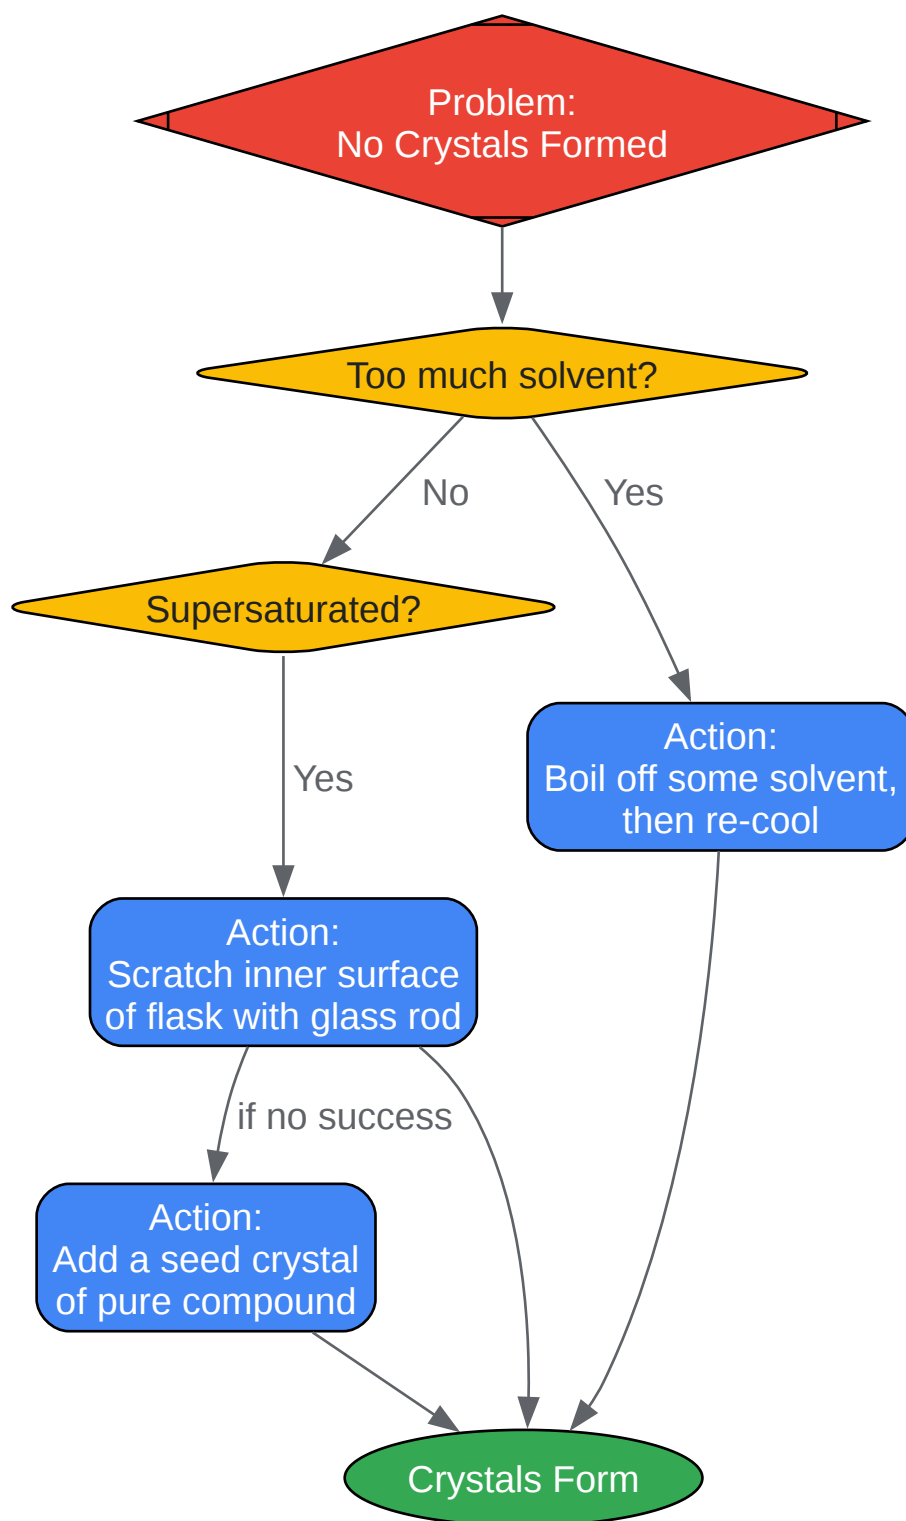 Problem:
No Crystals Formed
Too much solvent?
No
Yes
Supersaturated?
Action:
Boil off some solvent,
then re-cool
Yes
Action:
Scratch inner surface
of flask with glass rod
if no success
Action:
Add a seed crystal
of pure compound
Crystals Form